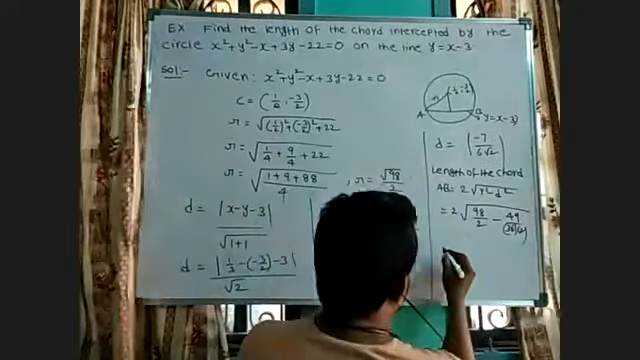 EX Find the length of the chord intercepted by the
circle x²+y²-x+3y-22=0 on the line y=x-3
Sol:- Given: x²+y²-x+3y-22=0
c = (1/2, -3/2)
r = √((1/2)²+(-3/2)²+22)
r = √(1/4 + 9/4 + 22)
r = √((1+9+88)/4) , r = √98/2
d = |x-y-3| / √(1+1)
d = |1/3-(-3/2)-3| / √2
A B y=x-3)
d = |-7/6√2|
Length of the chord
AB= 2√(r²-d²)
= 2√(98/2 - 49/(36)(2))